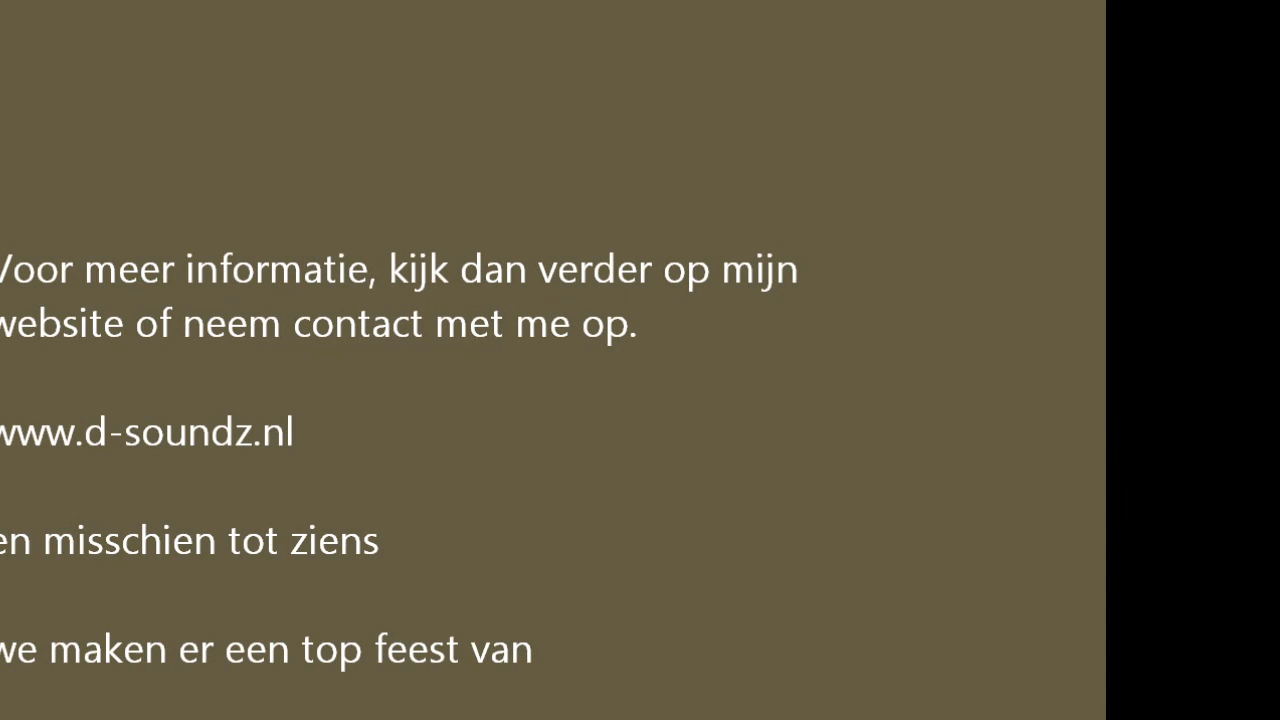 Voor meer informatie, kijk dan verder op mijn
website of neem contact met me op.
www.d-soundz.nl
en misschien tot ziens
we maken er een top feest van